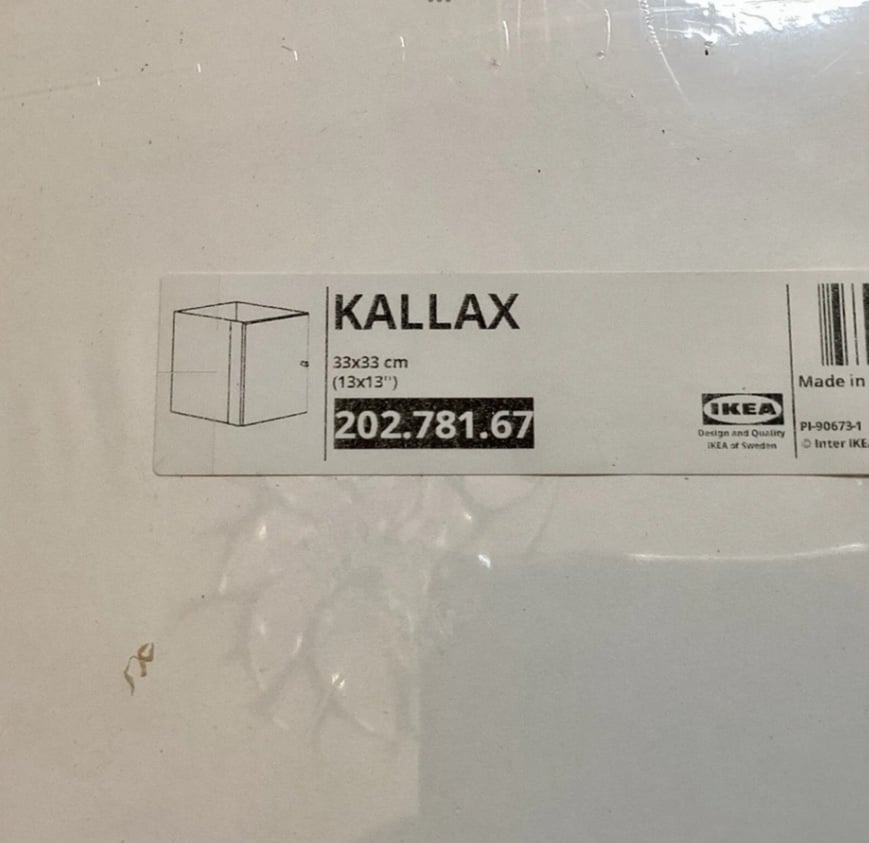 KALLAX
33x33 cm
(13x13")
202.781.67
IKEA
Design and Quality
IKEA of Sweden
Made in
PI-90673-1
© Inter IKE